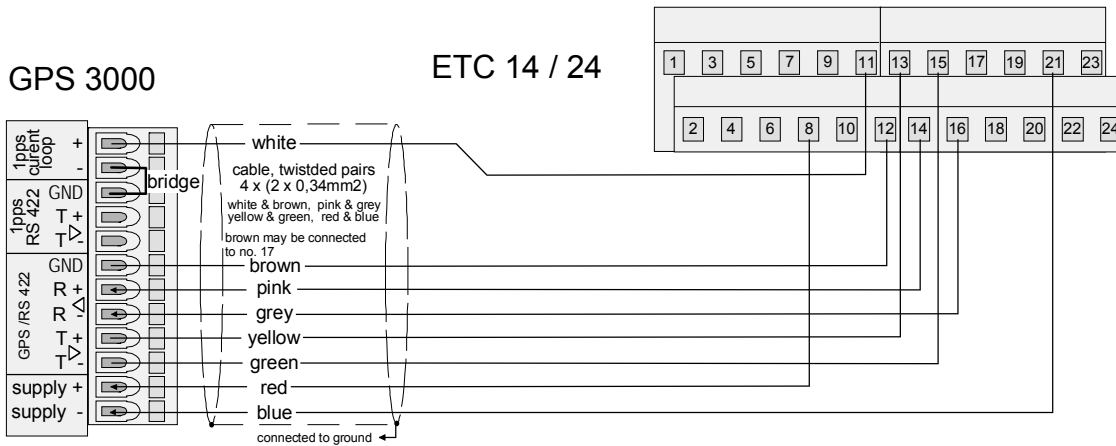 GPS 3000
ETC 14 / 24
1 3 5 7 9 11 13 15 17 19 21 23
2 4 6 8 10 12 14 16 18 20 22 24
1pps
curent
loop
+
-
1pps
RS 422
GND
T +
T -
GPS /RS 422
GND
R +
R -
T +
T -
supply +
supply -
bridge
white
cable, twistded pairs
4 x (2 x 0,34mm2)
white & brown, pink & grey
yellow & green, red & blue
brown may be connected
to no. 17
brown
pink
grey
yellow
green
red
blue
connected to ground